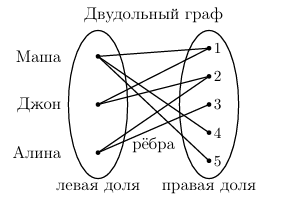 Двудольный граф
Маша
1
2
Джон
3
4
Алина
рёбра
5
левая доля
правая доля